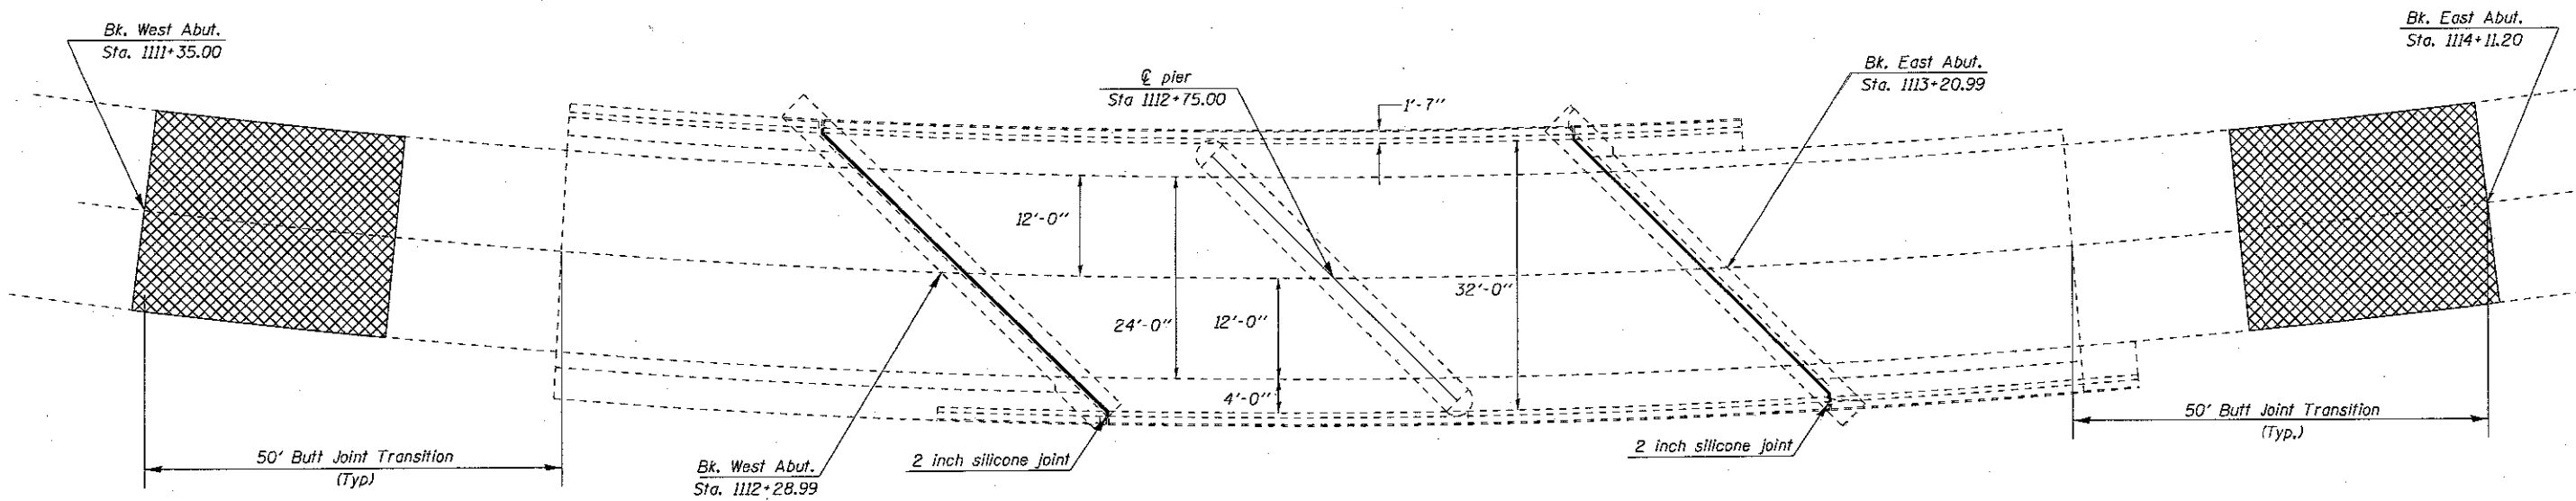 Bk. West Abut.
Sta. 1111+35.00
℄ pier
Sta 1112+75.00
1'-7"
Bk. East Abut.
Sta. 1113+20.99
Bk. East Abut.
Sta. 1114+11.20
12'-0"
24'-0"
12'-0"
32'-0"
4'-0"
50' Butt Joint Transition
(Typ)
Bk. West Abut.
Sta. 1112+28.99
2 inch silicone joint
2 inch silicone joint
50' Butt Joint Transition
(Typ.)